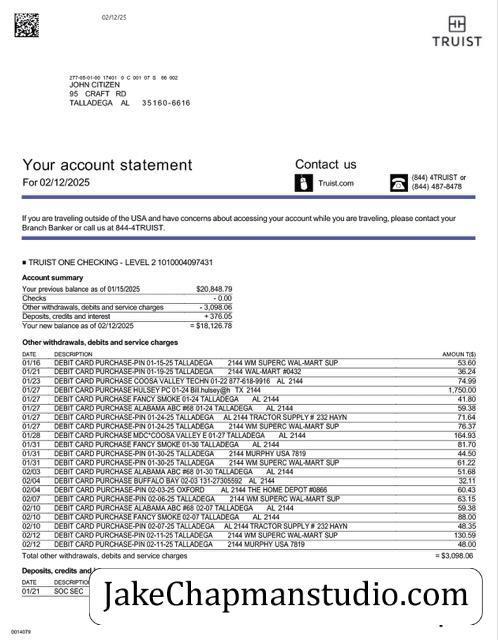 02/12/25
TRUIST
277-05-01-00 17401 0 C 001 07 S 66 002
JOHN CITIZEN
95 CRAFT RD
TALLADEGA AL 35160-6616
Your account statement
For 02/12/2025
Contact us
Truist.com
(844) 4TRUIST or
(844) 487-8478
If you are traveling outside of the USA and have concerns about accessing your account while you are traveling, please contact your
Branch Banker or call us at 844-4TRUIST.
■ TRUIST ONE CHECKING - LEVEL 2 1010004097431
Account summary
Your previous balance as of 01/15/2025 $20,848.79
Checks - 0.00
Other withdrawals, debits and service charges - 3,098.06
Deposits, credits and interest + 376.05
Your new balance as of 02/12/2025 = $18,126.78
Other withdrawals, debits and service charges
DATE DESCRIPTION AMOUNT($)
01/16 DEBIT CARD PURCHASE-PIN 01-15-25 TALLADEGA 2144 WM SUPERC WAL-MART SUP 53.60
01/21 DEBIT CARD PURCHASE-PIN 01-19-25 TALLADEGA 2144 WAL-MART #0432 36.24
01/23 DEBIT CARD PURCHASE COOSA VALLEY TECHN 01-22 877-618-9916 AL 2144 74.99
01/27 DEBIT CARD PURCHASE HULSEY PC 01-24 Bill.hulsey@h TX 2144 1,750.00
01/27 DEBIT CARD PURCHASE FANCY SMOKE 01-24 TALLADEGA AL 2144 41.80
01/27 DEBIT CARD PURCHASE ALABAMA ABC #68 01-24 TALLADEGA AL 2144 59.38
01/27 DEBIT CARD PURCHASE-PIN 01-24-25 TALLADEGA AL 2144 TRACTOR SUPPLY # 232 HAYN 71.64
01/27 DEBIT CARD PURCHASE-PIN 01-24-25 TALLADEGA 2144 WM SUPERC WAL-MART SUP 76.37
01/28 DEBIT CARD PURCHASE MDC*COOSA VALLEY E 01-27 TALLADEGA AL 2144 164.93
01/31 DEBIT CARD PURCHASE FANCY SMOKE 01-30 TALLADEGA AL 2144 81.70
01/31 DEBIT CARD PURCHASE-PIN 01-30-25 TALLADEGA 2144 MURPHY USA 7819 44.50
01/31 DEBIT CARD PURCHASE-PIN 01-30-25 TALLADEGA 2144 WM SUPERC WAL-MART SUP 61.22
02/03 DEBIT CARD PURCHASE ALABAMA ABC #68 01-30 TALLADEGA AL 2144 51.68
02/04 DEBIT CARD PURCHASE BUFFALO BAY 02-03 131-27305592 AL 2144 32.11
02/04 DEBIT CARD PURCHASE-PIN 02-03-25 OXFORD AL 2144 THE HOME DEPOT #0866 60.43
02/07 DEBIT CARD PURCHASE-PIN 02-06-25 TALLADEGA 2144 WM SUPERC WAL-MART SUP 63.15
02/10 DEBIT CARD PURCHASE ALABAMA ABC #68 02-07 TALLADEGA AL 2144 59.38
02/10 DEBIT CARD PURCHASE FANCY SMOKE 02-07 TALLADEGA AL 2144 88.00
02/10 DEBIT CARD PURCHASE-PIN 02-07-25 TALLADEGA AL 2144 TRACTOR SUPPLY # 232 HAYN 48.35
02/12 DEBIT CARD PURCHASE-PIN 02-11-25 TALLADEGA 2144 WM SUPERC WAL-MART SUP 130.59
02/12 DEBIT CARD PURCHASE-PIN 02-11-25 TALLADEGA 2144 MURPHY USA 7819 48.00
Total other withdrawals, debits and service charges = $3,098.06
Deposits, credits and
DATE
01/21 SOC SEC
JakeChapmanstudio.com
0014079